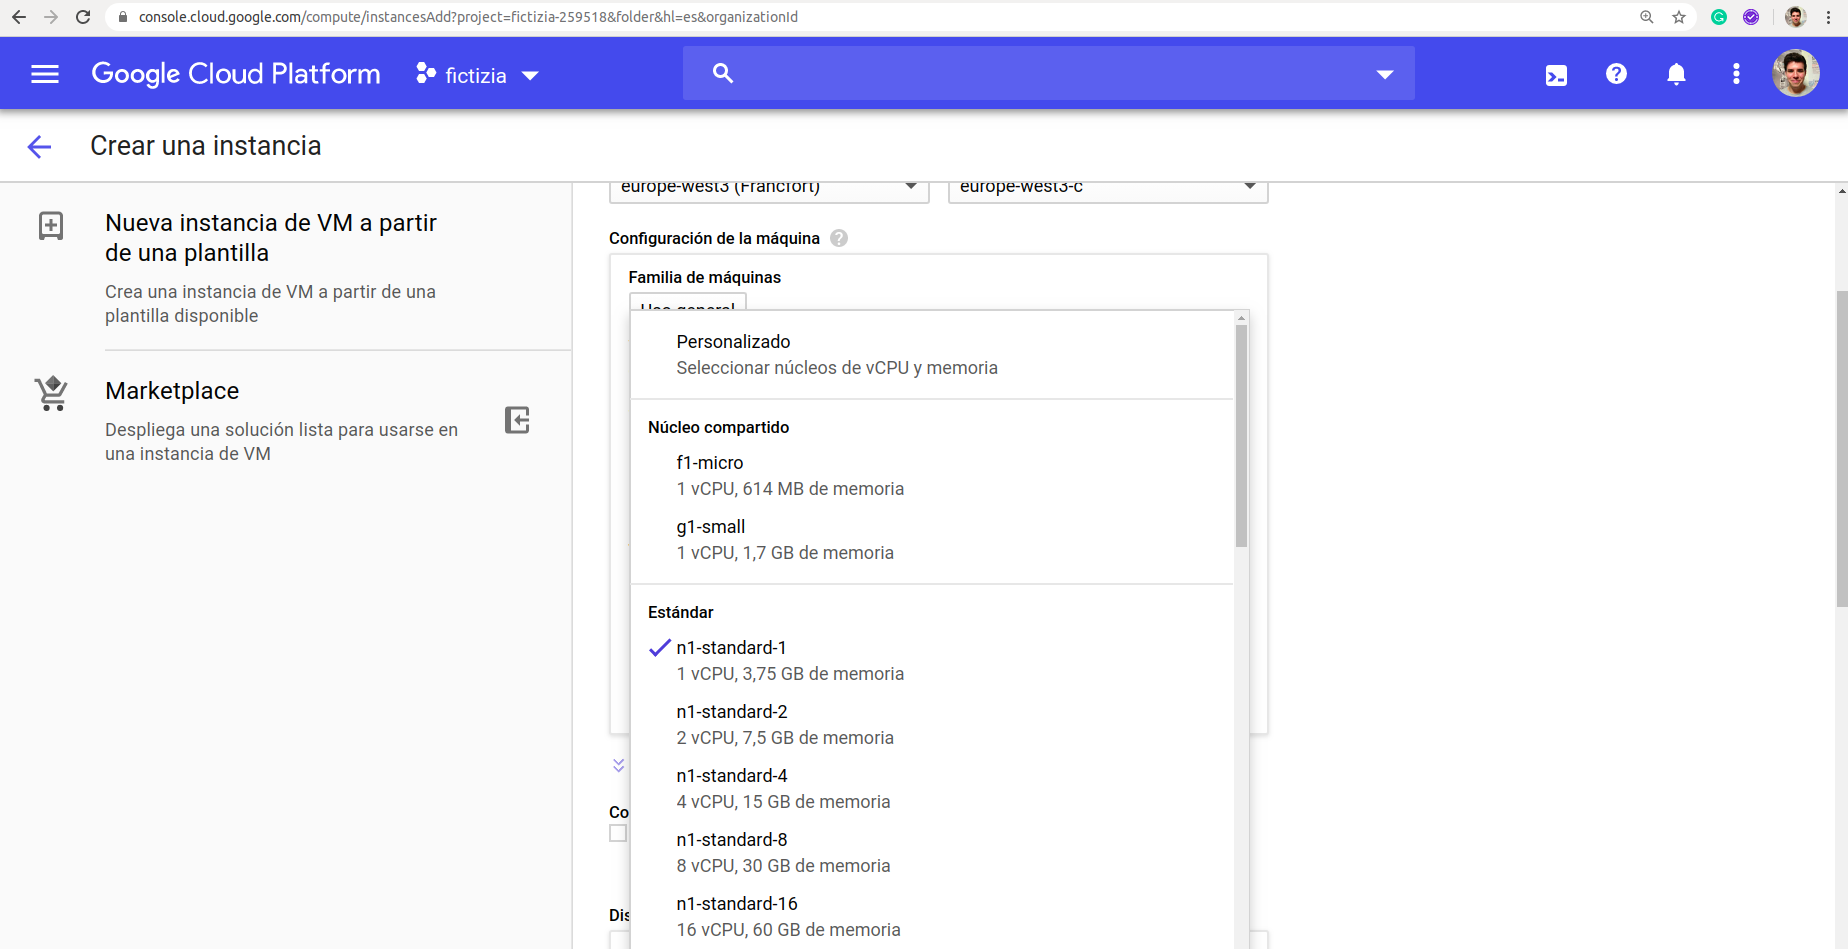 console.cloud.google.com/compute/instancesAdd?project=fictizia-259518&folder&hl=es&organizationId
Google Cloud Platform
fictizia
Crear una instancia
Nueva instancia de VM a partir
de una plantilla
Crea una instancia de VM a partir de una
plantilla disponible
Marketplace
Despliega una solución lista para usarse en
una instancia de VM
europe-west3 (Francfort)
europe-west3-c
Configuración de la máquina
Familia de máquinas
Uso general
Personalizado
Seleccionar núcleos de vCPU y memoria
Núcleo compartido
f1-micro
1 vCPU, 614 MB de memoria
g1-small
1 vCPU, 1,7 GB de memoria
Estándar
n1-standard-1
1 vCPU, 3,75 GB de memoria
n1-standard-2
2 vCPU, 7,5 GB de memoria
n1-standard-4
4 vCPU, 15 GB de memoria
n1-standard-8
8 vCPU, 30 GB de memoria
n1-standard-16
16 vCPU, 60 GB de memoria